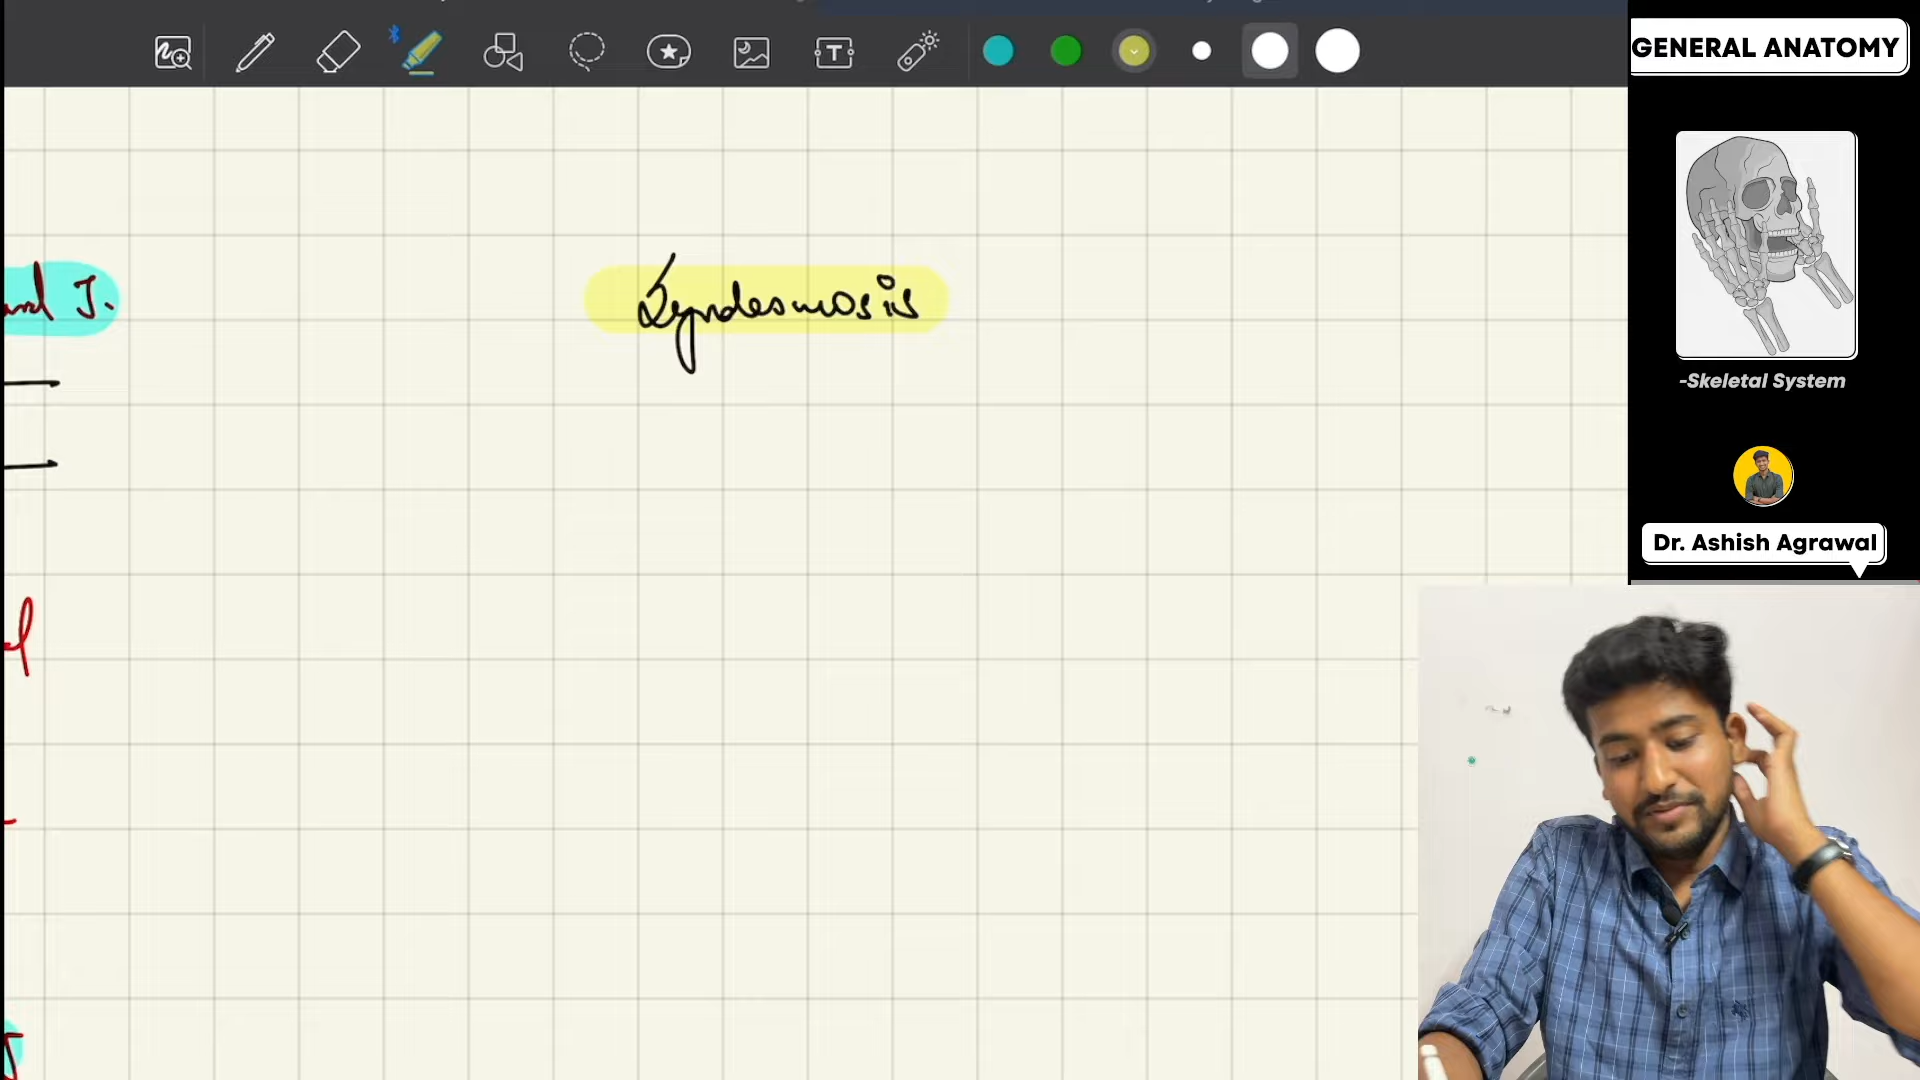 GENERAL ANATOMY
T
J.
Syndesmosis
-Skeletal System
Dr. Ashish Agrawal